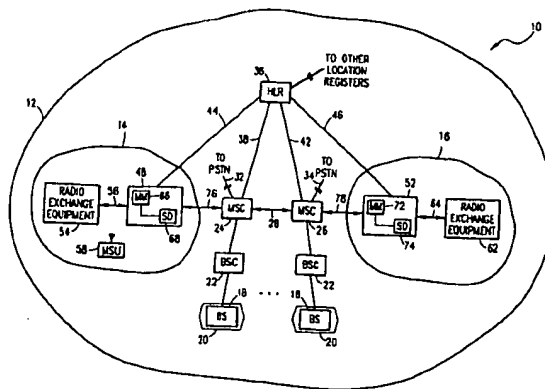 10
TO OTHER
LOCATION
REGISTERS
36
HLR
12
44
46
38
42
14
16
TO
PSTN
32
TO
PSTN
34
48
MM
66
SD
68
56
RADIO
EXCHANGE
EQUIPMENT
54
58
MSU
76
MSC
24
28
MSC
26
78
52
MM
72
SD
74
64
RADIO
EXCHANGE
EQUIPMENT
62
22
BSC
BSC
22
18
BS
20
...
18
BS
20